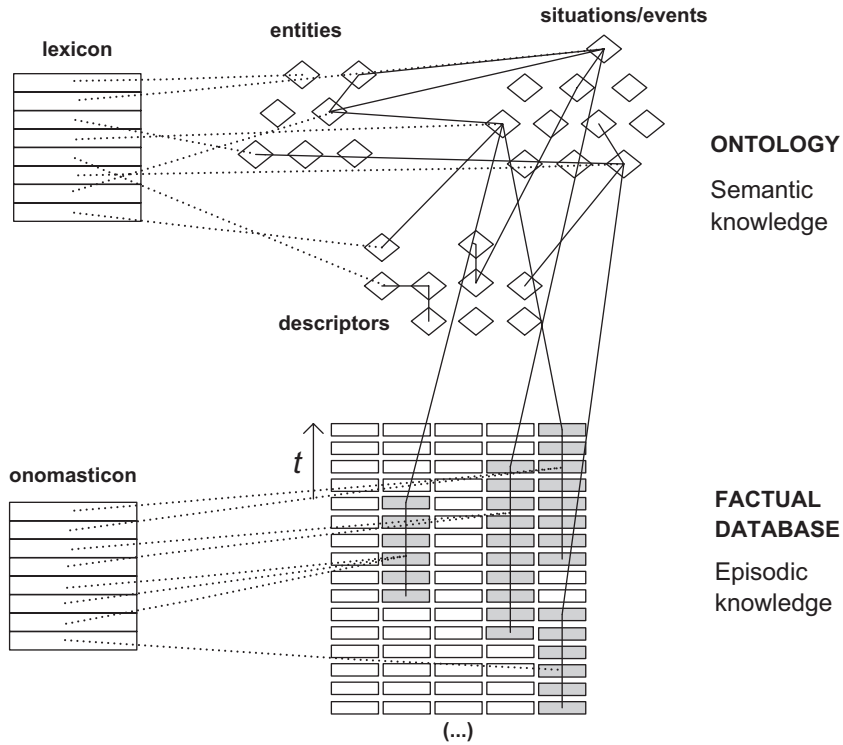 situations/events
entities
lexicon
ONTOLOGY
Semantic
knowledge
descriptors
t
onomasticon
FACTUAL
DATABASE
Episodic
knowledge
(...)